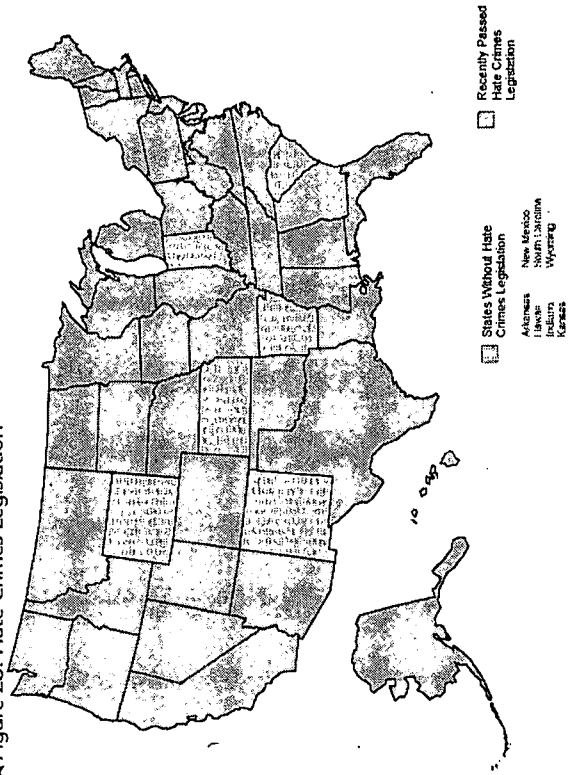 Figure 20: Hate Crimes Legislation
States Without Hate
Crimes Legislation
Arkansas
Hawaii
Indiana
Kansas
New Mexico
South Carolina
Wyoming
Recently Passed
Hate Crimes
Legislation